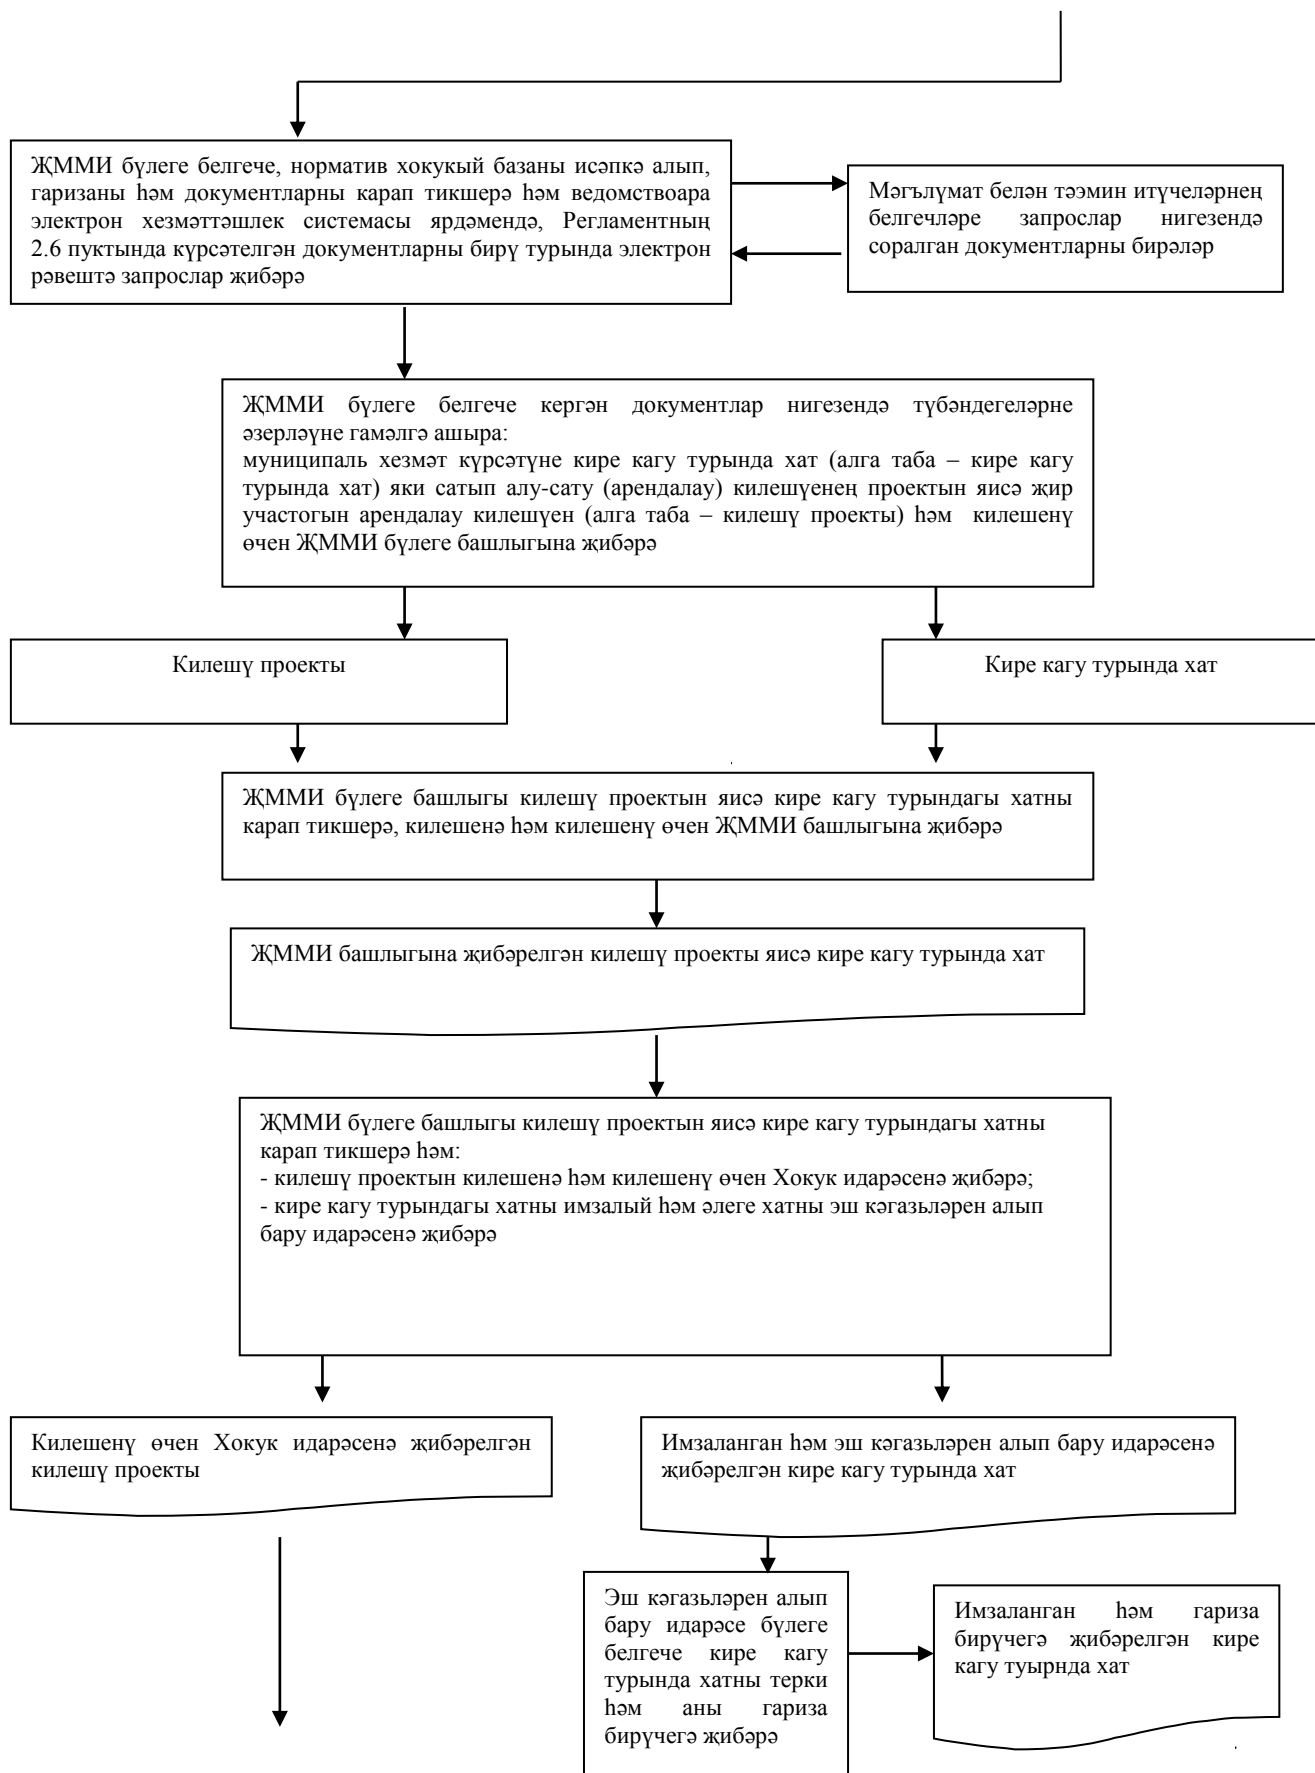 ҖММИ бүлеге белгече, норматив хокукый базаны исәпкә алып,
гаризаны һәм документларны карап тикшерә һәм ведомствоара
электрон хезмәттәшлек системасы ярдәмендә, Регламентның
2.6 пуктында күрсәтелгән документларны бирү турында электрон
рәвештә запрослар җибәрә
Мәгълүмат белән тәэмин итүчеләрнең
белгечләре запрослар нигезендә
соралган документларны бирәләр
ҖММИ бүлеге белгече кергән документлар нигезендә түбәндегеләрне
әзерләүне гамәлгә ашыра:
муниципаль хезмәт күрсәтүне кире кагу турында хат (алга таба – кире кагу
турында хат) яки сатып алу-сату (арендалау) килешүенең проектын яисә җир
участогын арендалау килешүен (алга таба – килешү проекты) һәм килешенү
өчен ҖММИ бүлеге башлыгына җибәрә
Килешү проекты
Кире кагу турында хат
ҖММИ бүлеге башлыгы килешү проектын яисә кире кагу турындагы хатны
карап тикшерә, килешенә һәм килешенү өчен ҖММИ башлыгына җибәрә
ҖММИ башлыгына җибәрелгән килешү проекты яисә кире кагу турында хат
ҖММИ бүлеге башлыгы килешү проектын яисә кире кагу турындагы хатны
карап тикшерә һәм:
- килешү проектын килешенә һәм килешенү өчен Хокук идарәсенә җибәрә;
- кире кагу турындагы хатны имзалый һәм әлеге хатны эш кәгазьләрен алып
бару идарәсенә җибәрә
Килешенү өчен Хокук идарәсенә җибәрелгән
килешү проекты
Имзаланган һәм эш кәгазьләрен алып бару идарәсенә
җибәрелгән кире кагу турында хат
Эш кәгазьләрен алып
бару идарәсе бүлеге
белгече кире кагу
турында хатны терки
һәм аны гариза
бирүчегә җибәрә
Имзаланган һәм гариза
бирүчегә җибәрелгән кире
кагу туырнда хат